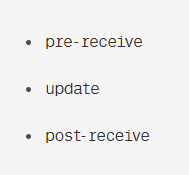 • pre-receive
• update
• post-receive